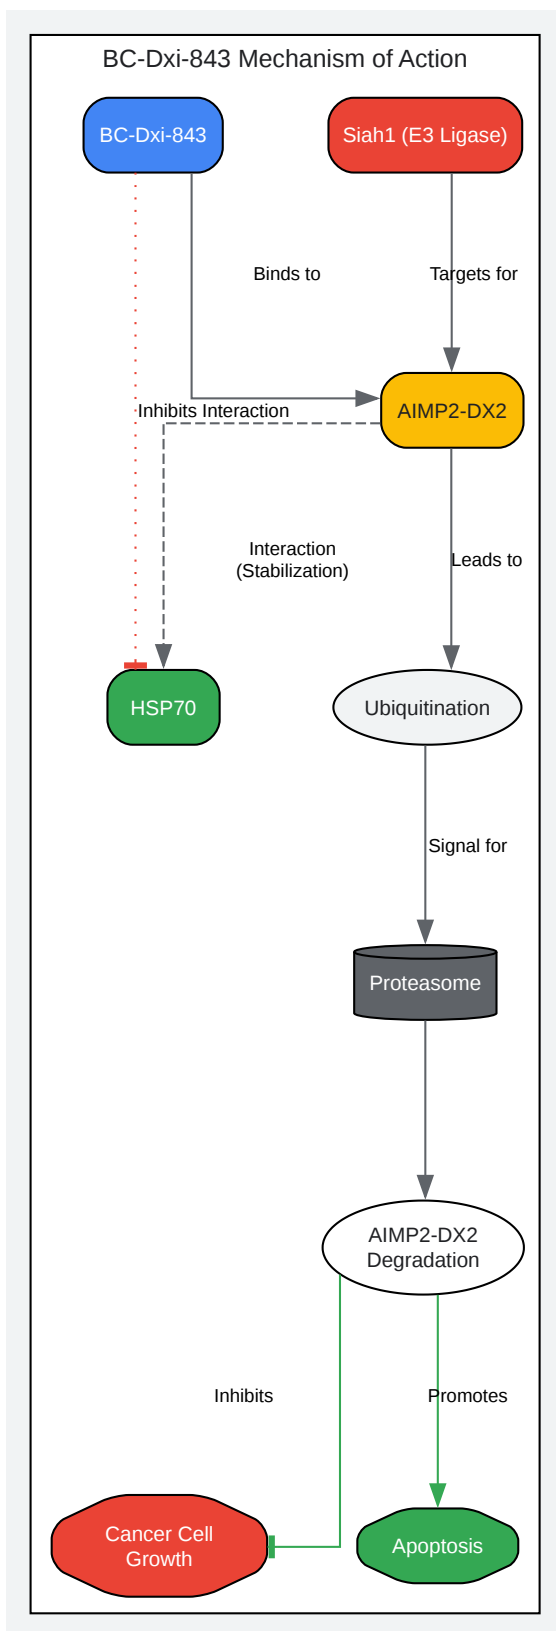 BC-Dxi-843 Mechanism of Action
BC-Dxi-843
Siah1 (E3 Ligase)
Binds to
Targets for
AIMP2-DX2
Inhibits Interaction
Interaction
(Stabilization)
Leads to
HSP70
Ubiquitination
Signal for
Proteasome
AIMP2-DX2
Degradation
Inhibits
Promotes
Cancer Cell
Growth
Apoptosis